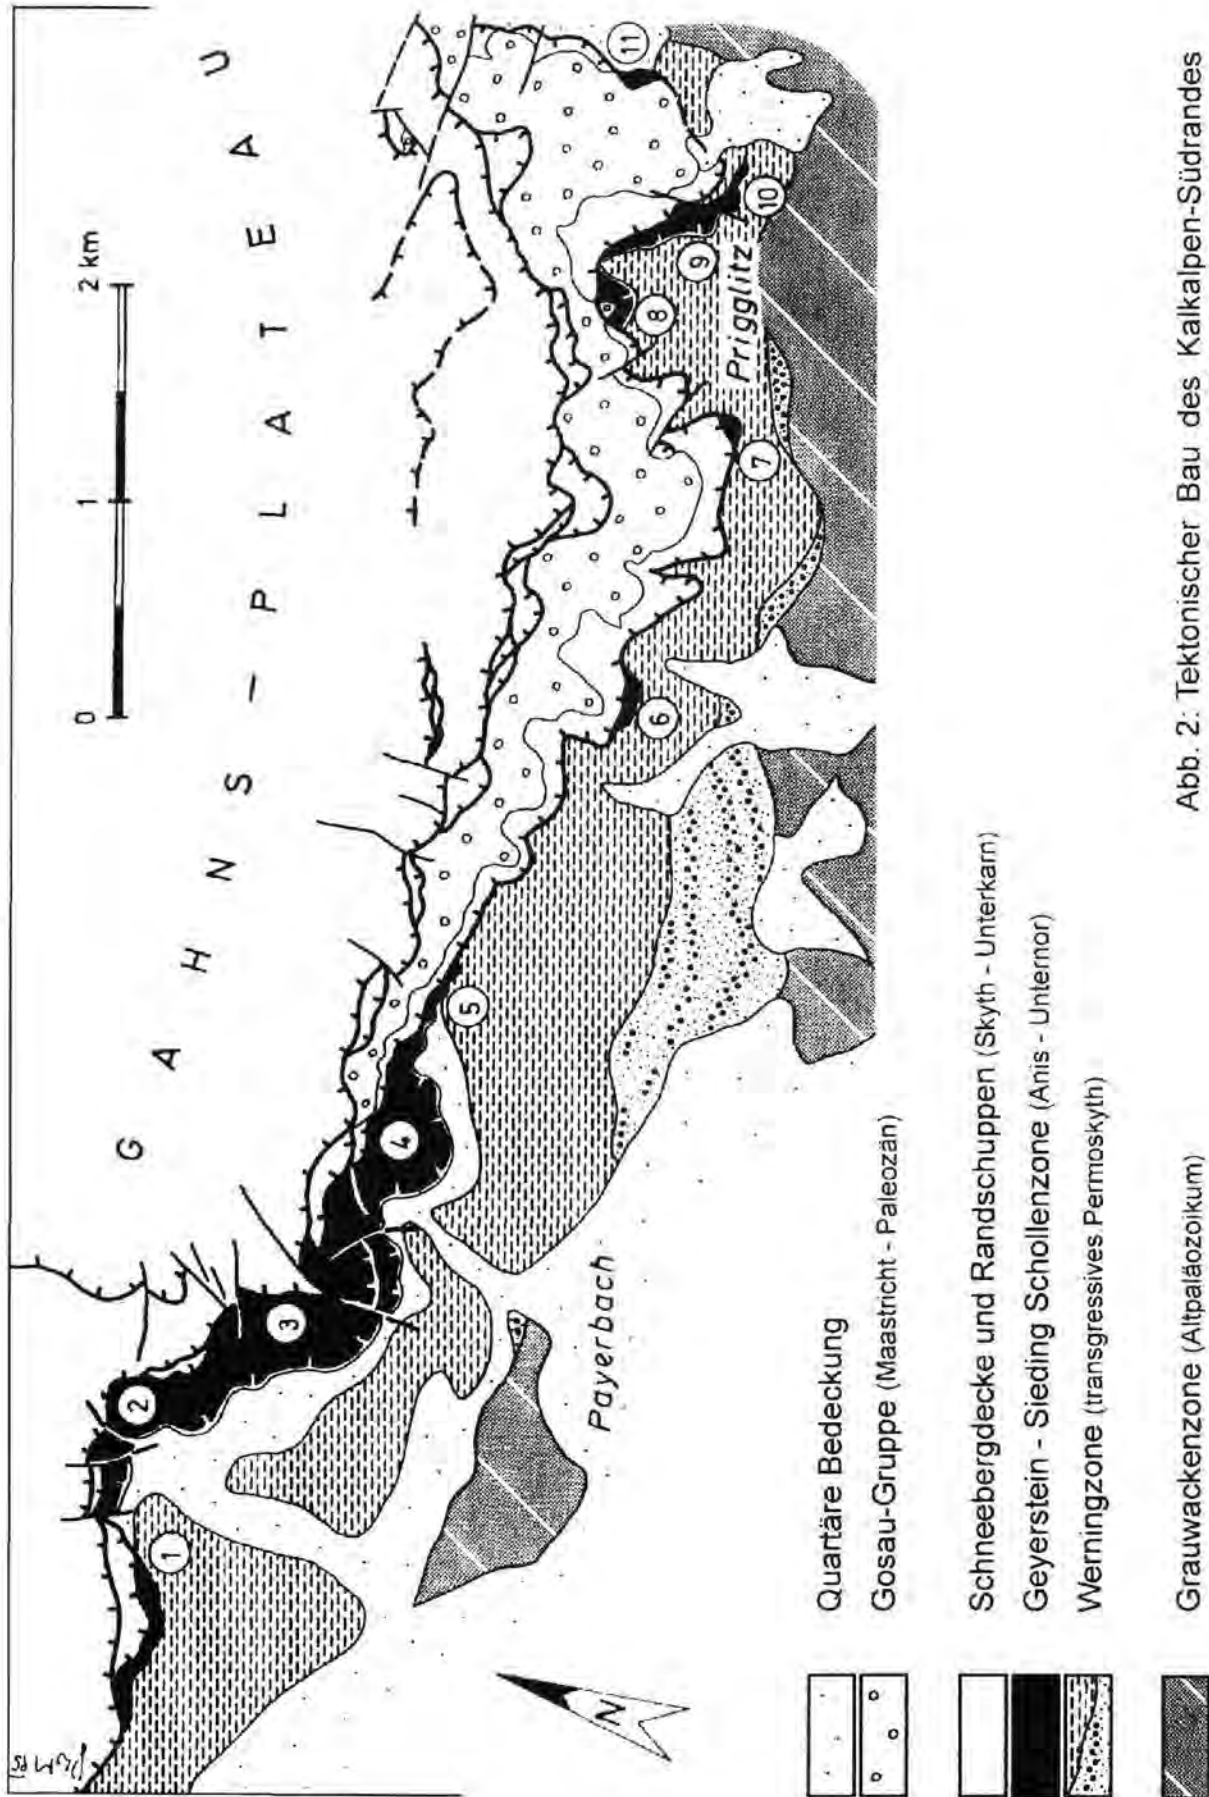 GAHNS – PLATEAU
0 1 2 km
1
2
3
4
5
6
7
8
9
10
11
Payerbach
Prigglitz
N
Quartäre Bedeckung
Gosau-Gruppe (Maastricht - Paleozän)
Schneebergdecke und Randschuppen (Skyth - Unterkarn)
Geyerstein - Sieding Schollenzone (Anis - Unternor)
Werningzone (transgressives Permoskyth)
Grauwackenzone (Altpaläozoikum)
Abb. 2: Tektonischer Bau des Kalkalpen-Südrandes